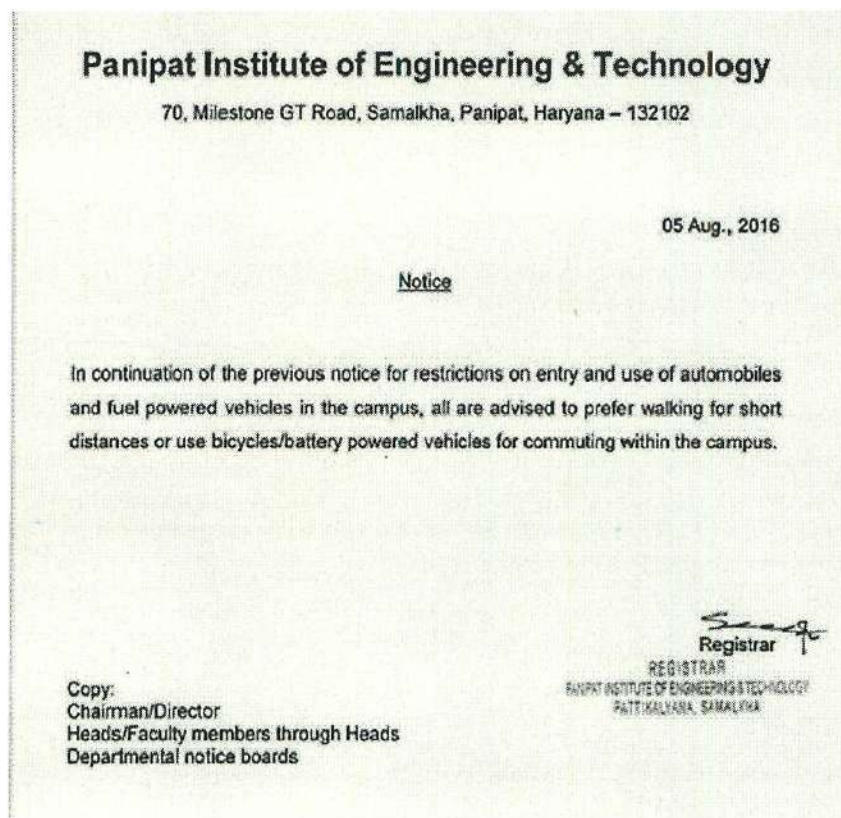 Panipat Institute of Engineering & Technology
70, Milestone GT Road, Samalkha, Panipat, Haryana – 132102
05 Aug., 2016
Notice
In continuation of the previous notice for restrictions on entry and use of automobiles
and fuel powered vehicles in the campus, all are advised to prefer walking for short
distances or use bicycles/battery powered vehicles for commuting within the campus.
Registrar
REGISTRAR
PANIPAT INSTITUTE OF ENGINEERING & TECHNOLOGY
PATTIKALYANA, SAMALKHA
Copy:
Chairman/Director
Heads/Faculty members through Heads
Departmental notice boards